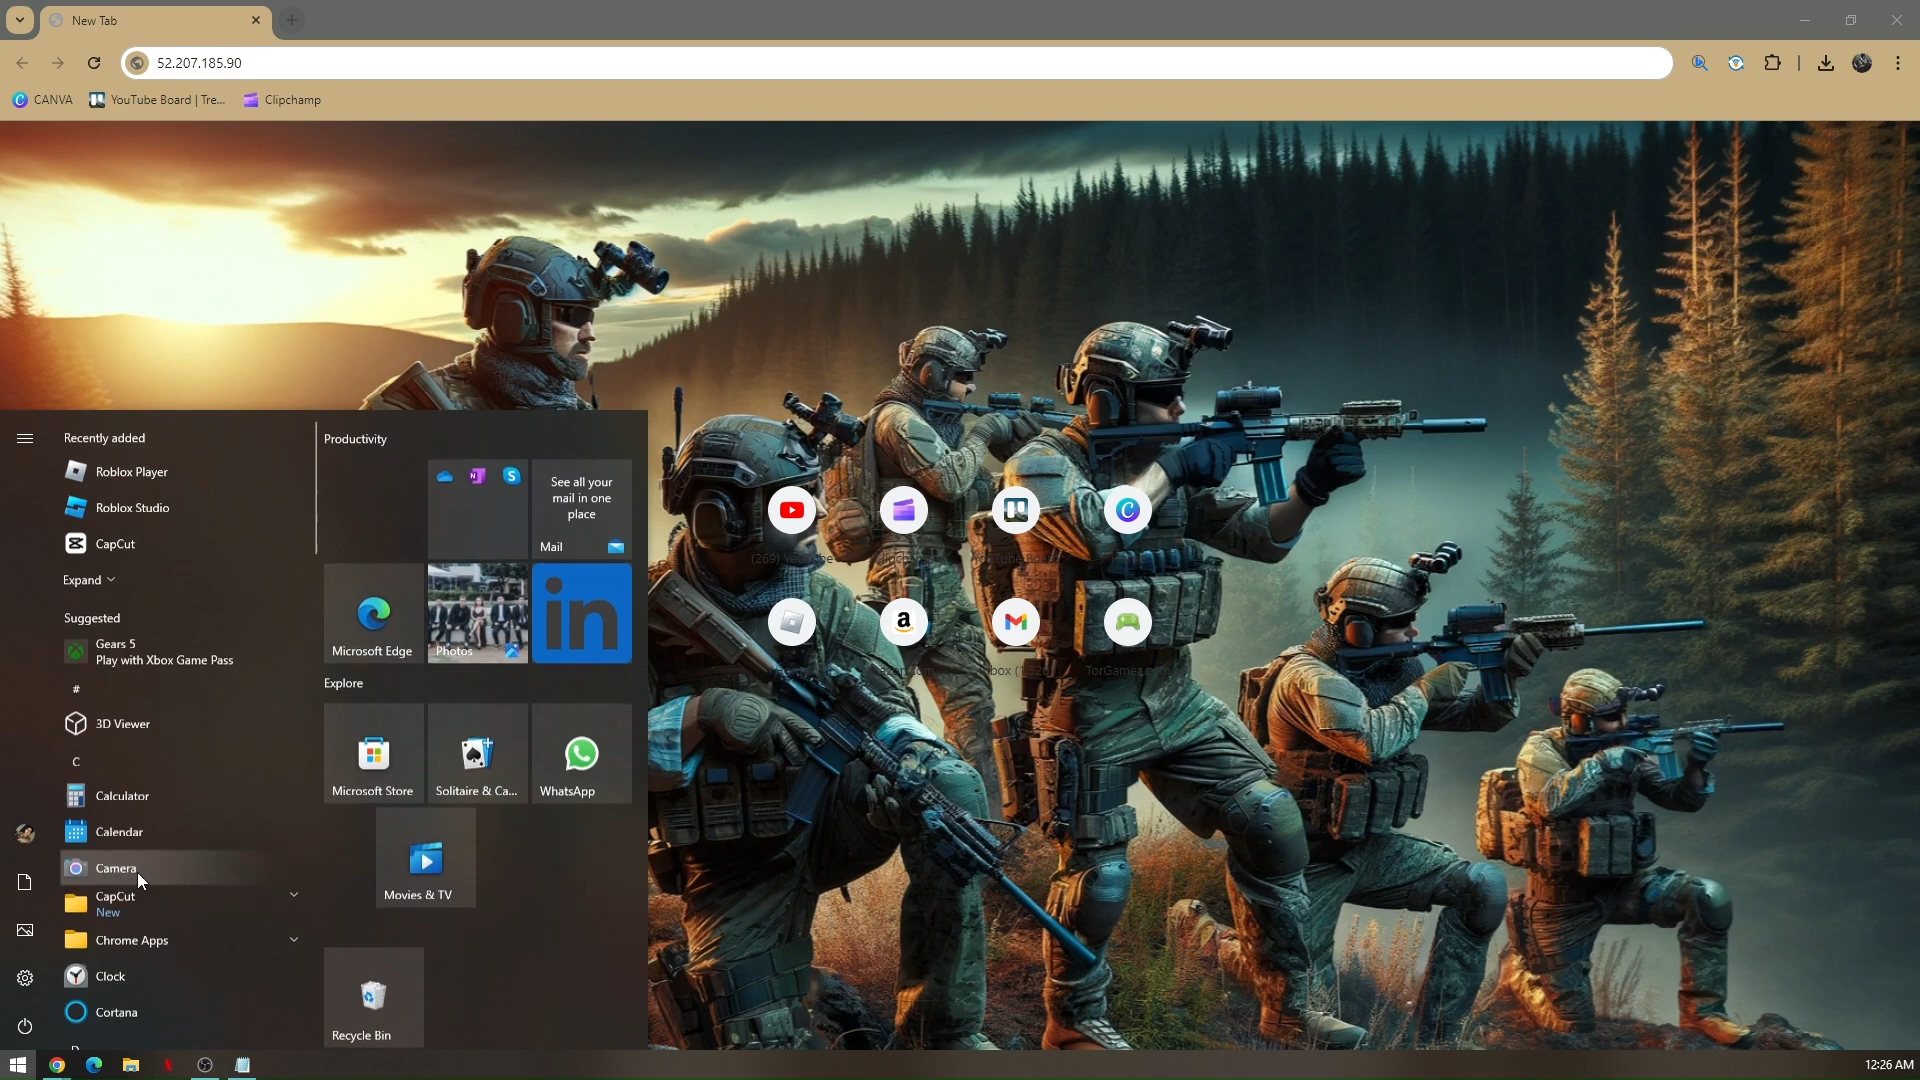 New Tab
52.207.185.90
CANVA
YouTube Board | Tre...
Clipchamp
Recently added
Roblox Player
Roblox Studio
CapCut
Expand
Suggested
Gears 5
Play with Xbox Game Pass
#
3D Viewer
C
Calculator
Calendar
Camera
CapCut
New
Chrome Apps
Clock
Cortana
Productivity
See all your
mail in one
place
Mail
Microsoft Edge
Photos
in
Explore
Microsoft Store
Solitaire & Ca...
WhatsApp
Movies & TV
Recycle Bin
12:26 AM